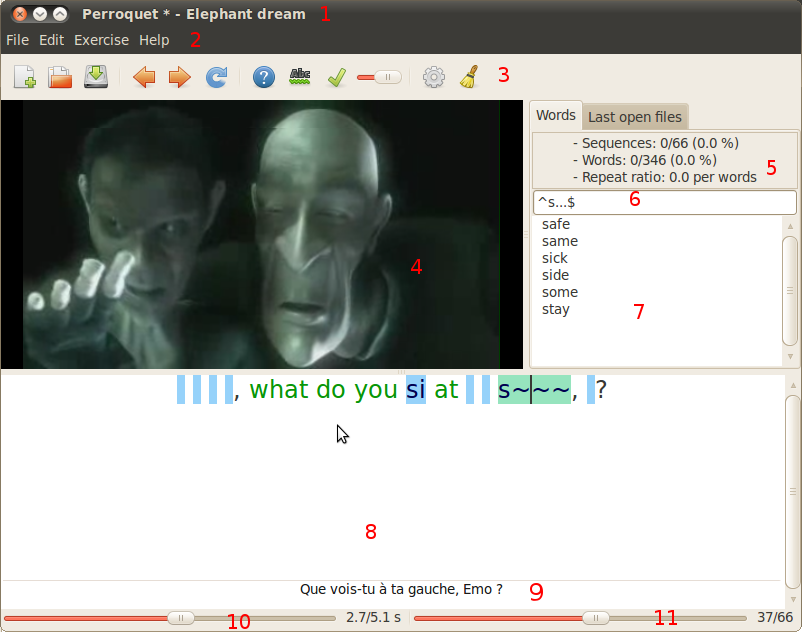 Perroquet * - Elephant dream 1
File Edit Exercise Help 2
? Abc 3
4
Words Last open files
- Sequences: 0/66 (0.0 %)
- Words: 0/346 (0.0 %)
- Repeat ratio: 0.0 per words 5
^s...$ 6
safe
same
sick
side
some
stay
7
, what do you si at s~~~, ?
8
Que vois-tu à ta gauche, Emo ? 9
10 2.7/5.1 s 11 37/66